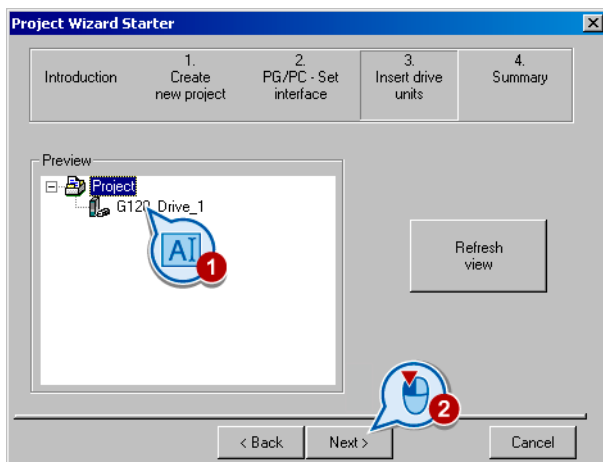 Project Wizard Starter
Introduction
1.
Create
new project
2.
PG/PC - Set
interface
3.
Insert drive
units
4.
Summary
Preview
Project
G120_Drive_1
AI
1
Refresh
view
2
< Back
Next >
Cancel